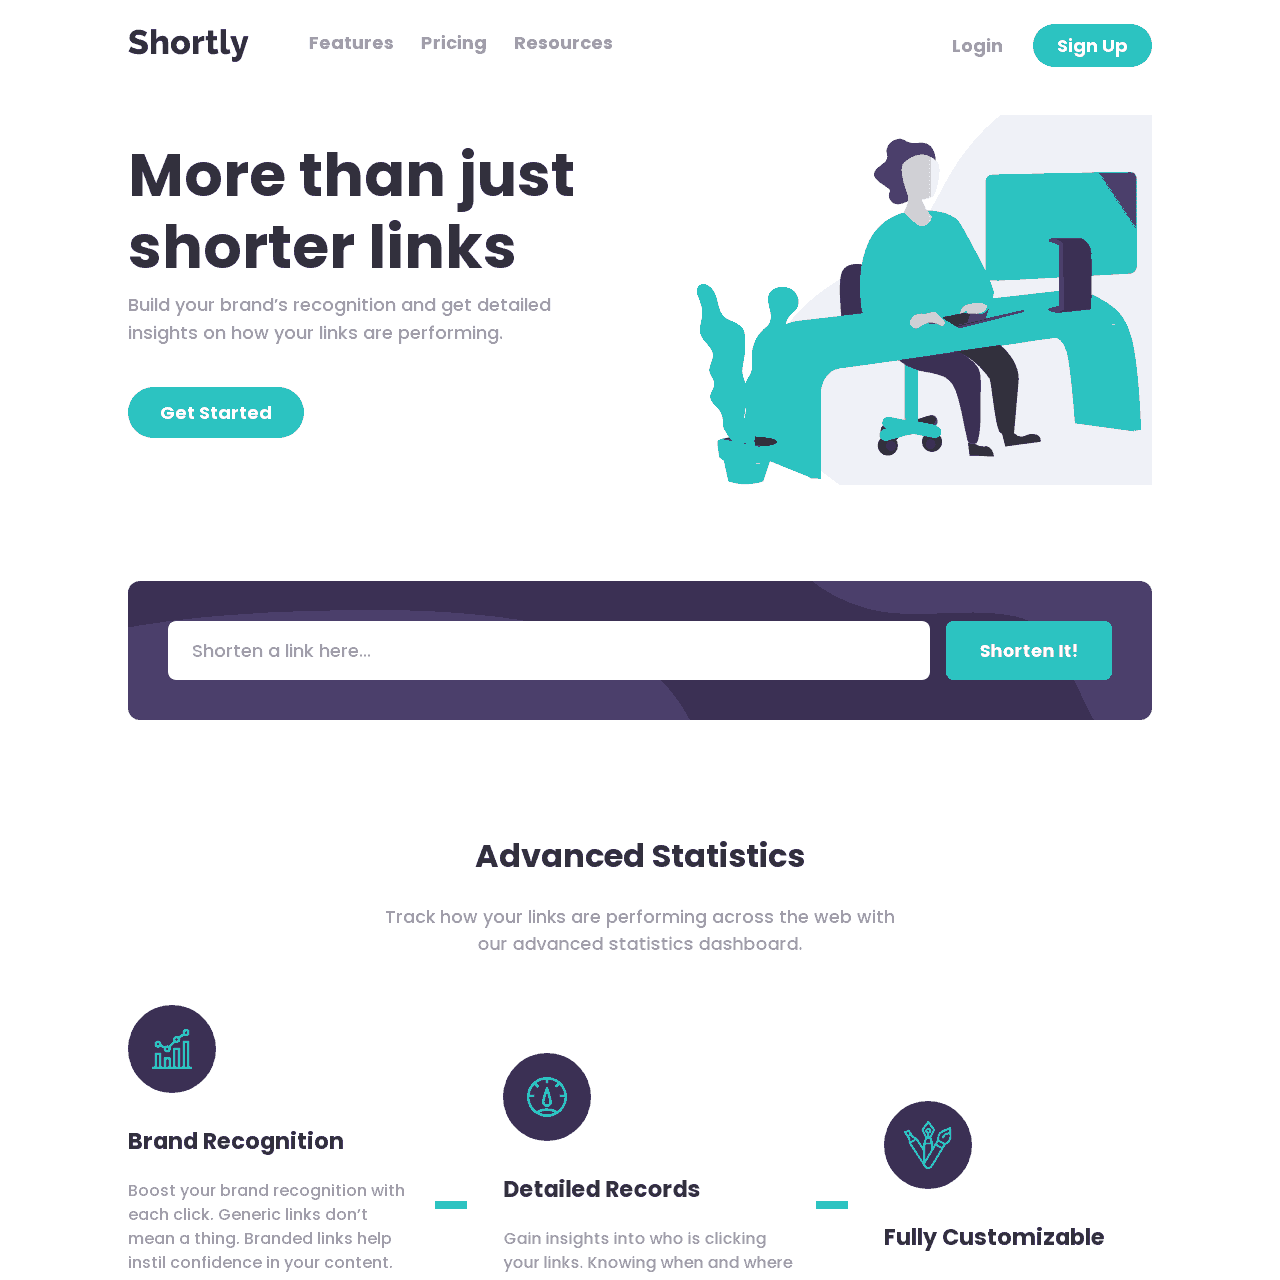 Shortly Features Pricing Resources Login Sign Up
More than just
shorter links
Build your brand’s recognition and get detailed
insights on how your links are performing.
Get Started
Shorten a link here... Shorten It!
Advanced Statistics
Track how your links are performing across the web with
our advanced statistics dashboard.
Brand Recognition
Boost your brand recognition with
each click. Generic links don’t
mean a thing. Branded links help
instil confidence in your content.
Detailed Records
Gain insights into who is clicking
your links. Knowing when and where
Fully Customizable